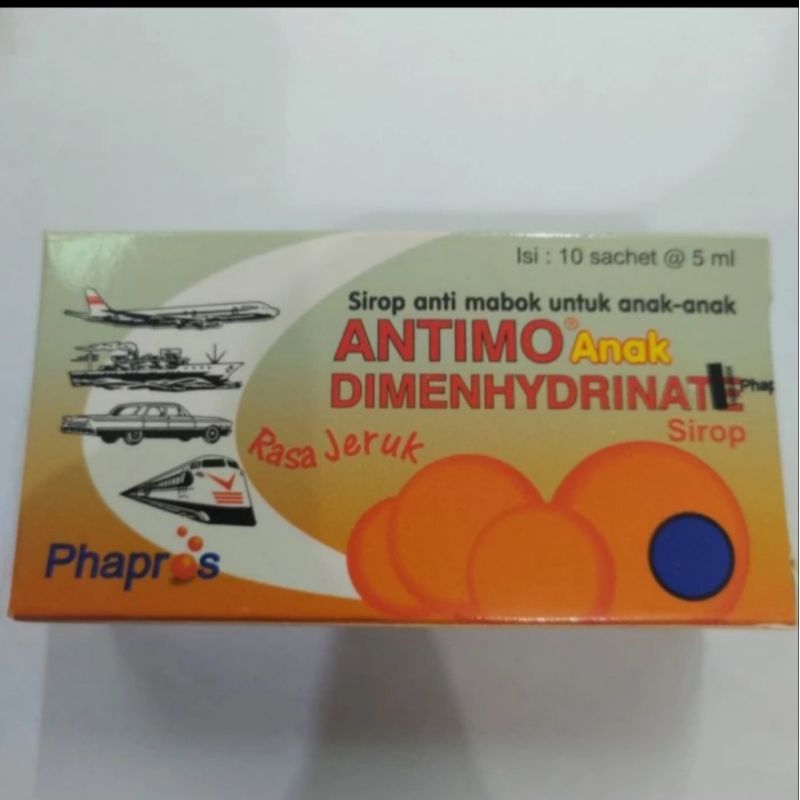 Isi : 10 sachet @ 5 ml
Sirop anti mabok untuk anak-anak
ANTIMO® Anak
DIMENHYDRINATE
Sirop
Rasa Jeruk
Phapros